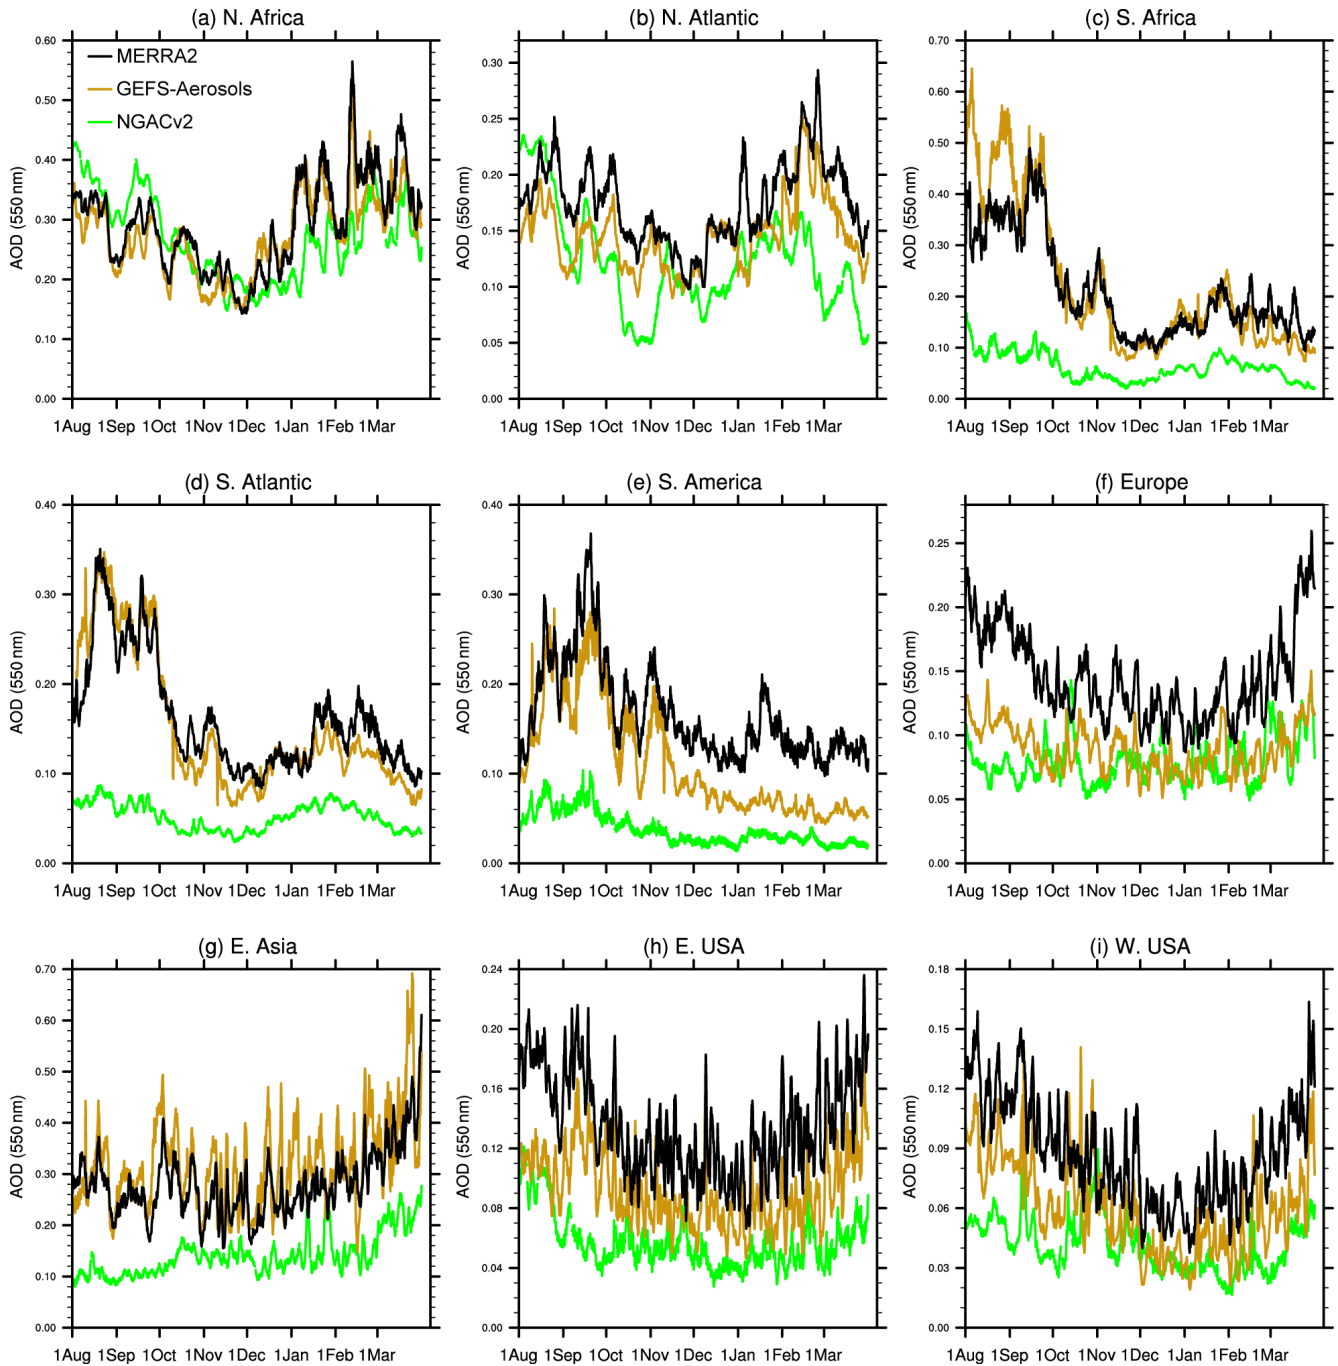 (a) N. Africa
(b) N. Atlantic
(c) S. Africa
MERRA2
GEFS-Aerosols
NGACv2
AOD (550 nm)
0.60
0.50
0.40
0.30
0.20
0.10
0.00
1Aug 1Sep 1Oct 1Nov 1Dec 1Jan 1Feb 1Mar
AOD (550 nm)
0.30
0.25
0.20
0.15
0.10
0.05
0.00
1Aug 1Sep 1Oct 1Nov 1Dec 1Jan 1Feb 1Mar
AOD (550 nm)
0.70
0.60
0.50
0.40
0.30
0.20
0.10
0.00
1Aug 1Sep 1Oct 1Nov 1Dec 1Jan 1Feb 1Mar
(d) S. Atlantic
(e) S. America
(f) Europe
AOD (550 nm)
0.40
0.30
0.20
0.10
0.00
1Aug 1Sep 1Oct 1Nov 1Dec 1Jan 1Feb 1Mar
AOD (550 nm)
0.40
0.30
0.20
0.10
0.00
1Aug 1Sep 1Oct 1Nov 1Dec 1Jan 1Feb 1Mar
AOD (550 nm)
0.25
0.20
0.15
0.10
0.05
0.00
1Aug 1Sep 1Oct 1Nov 1Dec 1Jan 1Feb 1Mar
(g) E. Asia
(h) E. USA
(i) W. USA
AOD (550 nm)
0.70
0.60
0.50
0.40
0.30
0.20
0.10
0.00
1Aug 1Sep 1Oct 1Nov 1Dec 1Jan 1Feb 1Mar
AOD (550 nm)
0.24
0.20
0.16
0.12
0.08
0.04
0.00
1Aug 1Sep 1Oct 1Nov 1Dec 1Jan 1Feb 1Mar
AOD (550 nm)
0.18
0.15
0.12
0.09
0.06
0.03
0.00
1Aug 1Sep 1Oct 1Nov 1Dec 1Jan 1Feb 1Mar